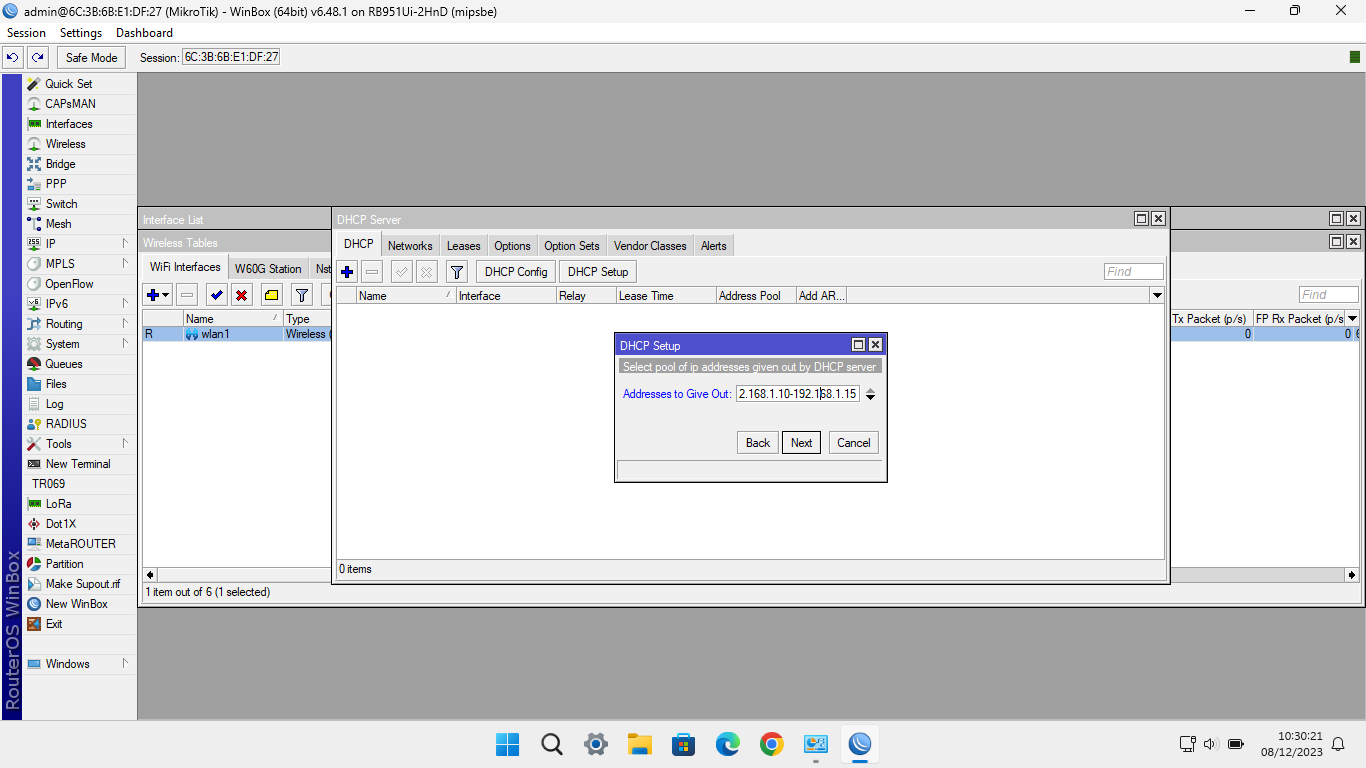 admin@6C:3B:6B:E1:DF:27 (MikroTik) - WinBox (64bit) v6.48.1 on RB951Ui-2HnD (mipsbe)
Session Settings Dashboard
Safe Mode Session: 6C:3B:6B:E1:DF:27
Quick Set
CAPsMAN
Interfaces
Wireless
Bridge
PPP
Switch
Mesh
IP
MPLS
OpenFlow
IPv6
Routing
System
Queues
Files
Log
RADIUS
Tools
New Terminal
TR069
LoRa
Dot1X
MetaROUTER
Partition
Make Supout.rif
New WinBox
Exit
Windows
RouterOS WinBox
Interface List
Wireless Tables
WiFi Interfaces W60G Station Nst
Find
Name Type Tx Packet (p/s) FP Rx Packet (p/s
R wlan1 Wireless 0 0
1 item out of 6 (1 selected)
DHCP Server
DHCP Networks Leases Options Option Sets Vendor Classes Alerts
DHCP Config DHCP Setup Find
Name Interface Relay Lease Time Address Pool Add AR...
0 items
DHCP Setup
Select pool of ip addresses given out by DHCP server
Addresses to Give Out: 2.168.1.10-192.168.1.15
Back Next Cancel
10:30:21
08/12/2023